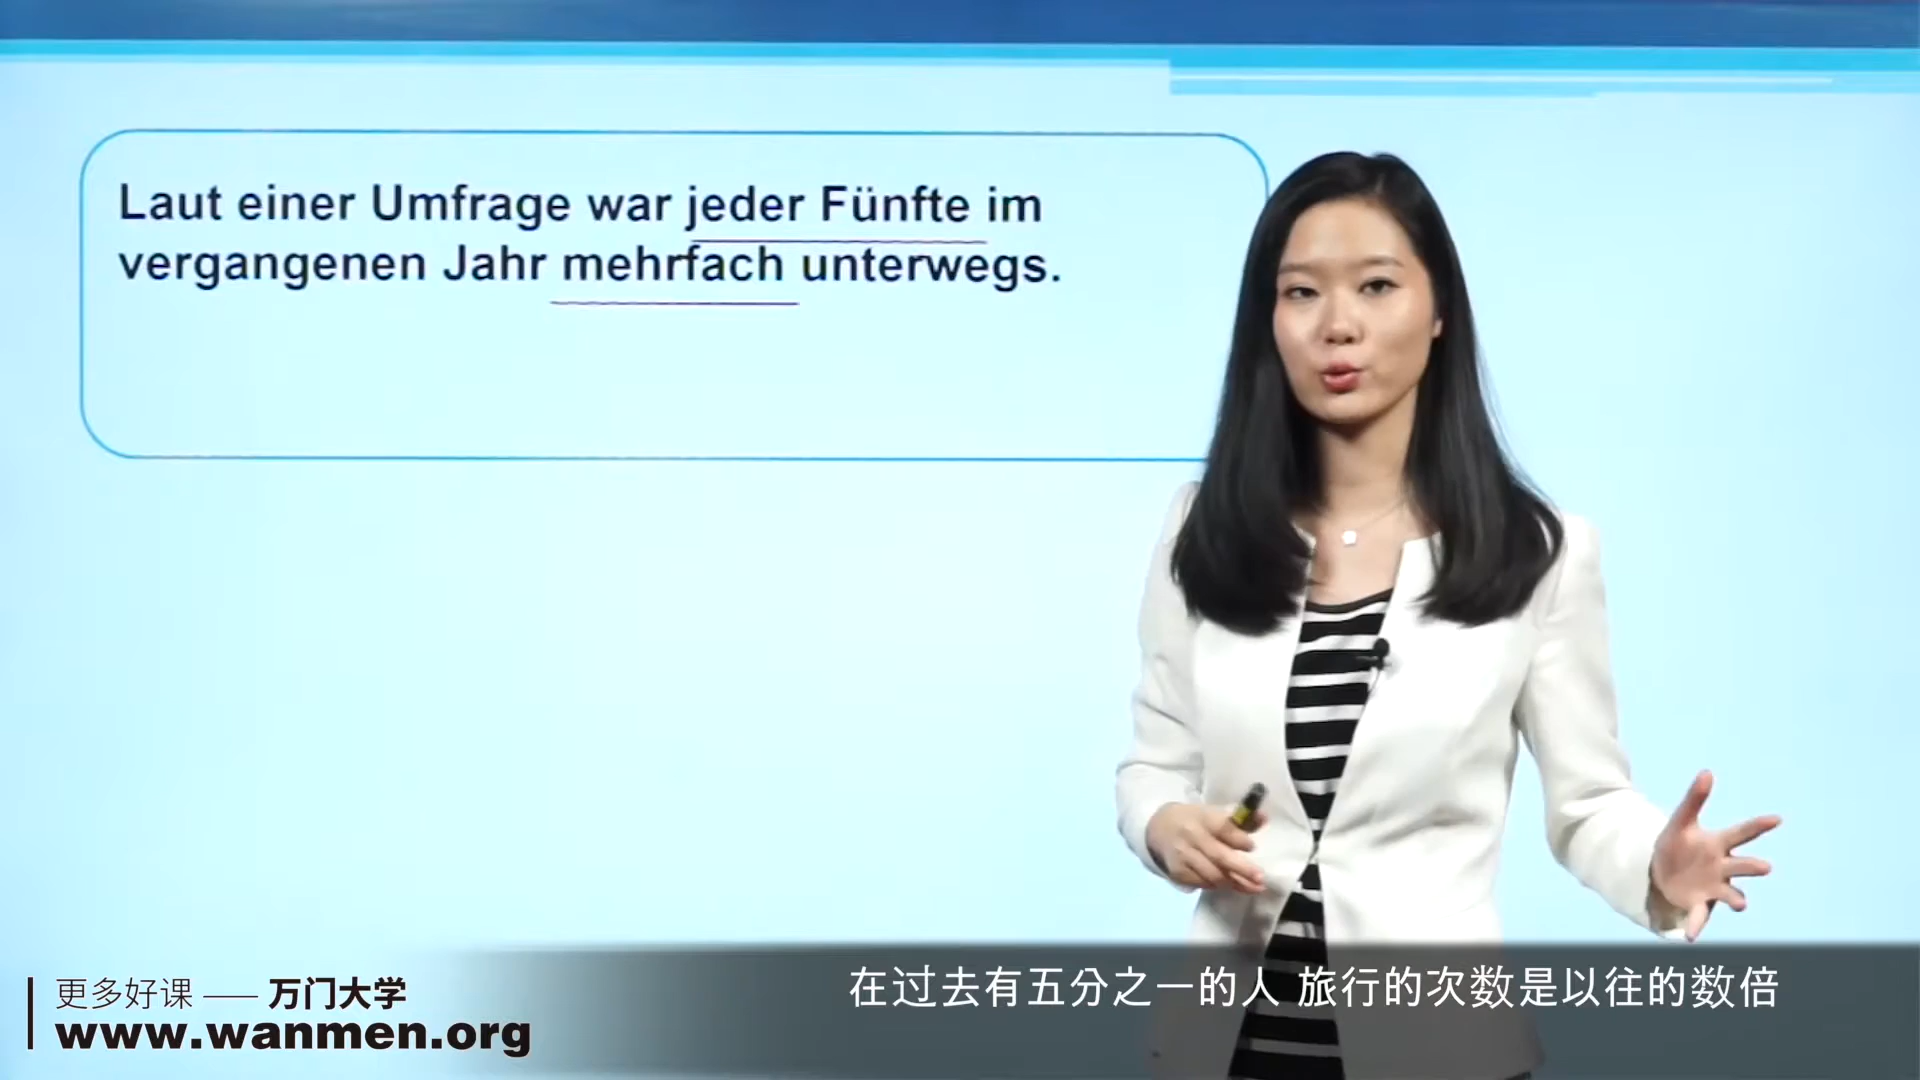 Laut einer Umfrage war jeder Fünfte im
vergangenen Jahr mehrfach unterwegs.
在过去有五分之一的人 旅行的次数是以往的数倍
更多好课 —— 万门大学
www.wanmen.org